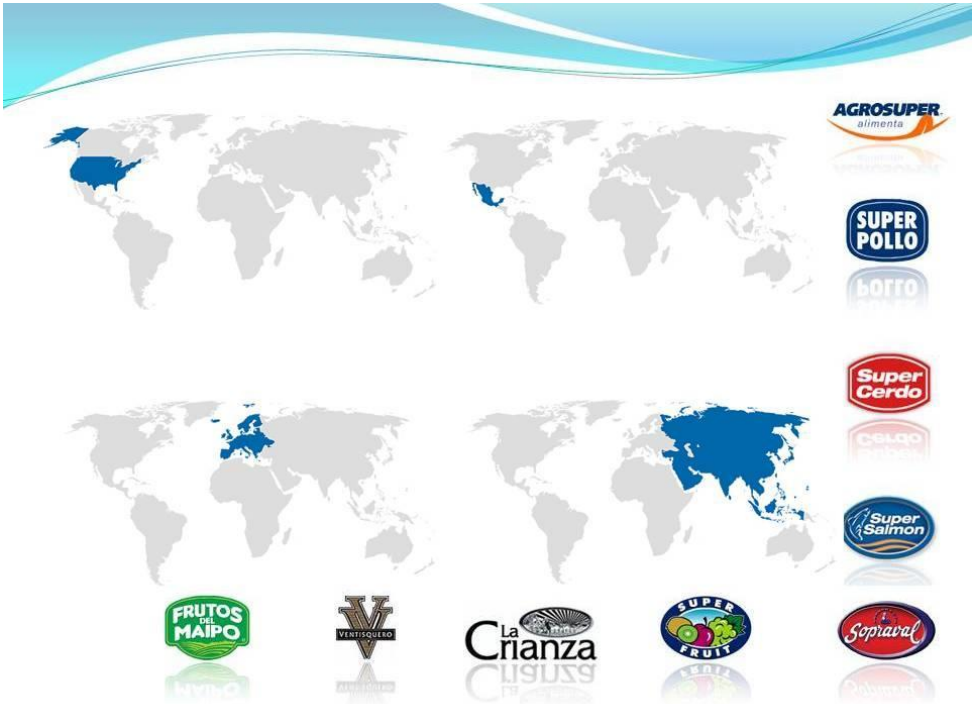 AGROSUPER
alimenta
SUPER
POLLO
Super
Cerdo
Super
Salmon
FRUTOS
DEL
MAIPO
VENTISQUERO
La
Crianza
SUPER
FRUIT
Sopraval